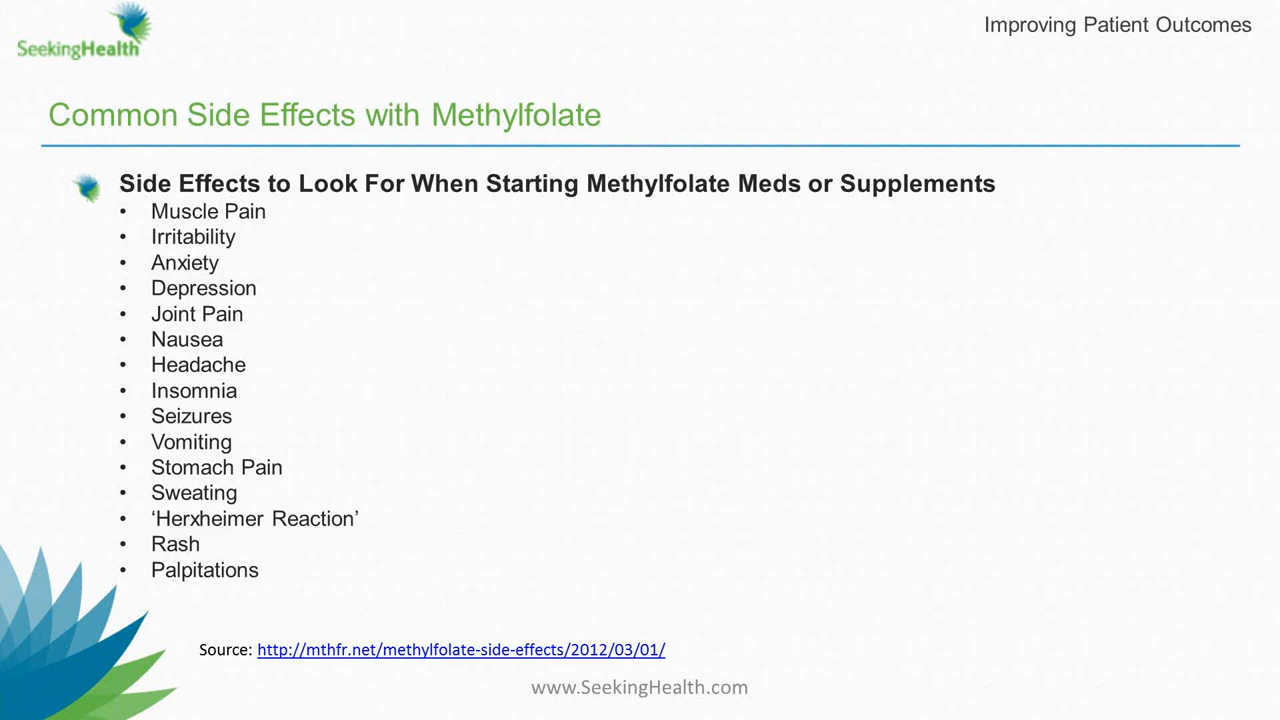 SeekingHealth
Improving Patient Outcomes
Common Side Effects with Methylfolate
Side Effects to Look For When Starting Methylfolate Meds or Supplements
• Muscle Pain
• Irritability
• Anxiety
• Depression
• Joint Pain
• Nausea
• Headache
• Insomnia
• Seizures
• Vomiting
• Stomach Pain
• Sweating
• ‘Herxheimer Reaction’
• Rash
• Palpitations
Source: http://mthfr.net/methylfolate-side-effects/2012/03/01/
www.SeekingHealth.com